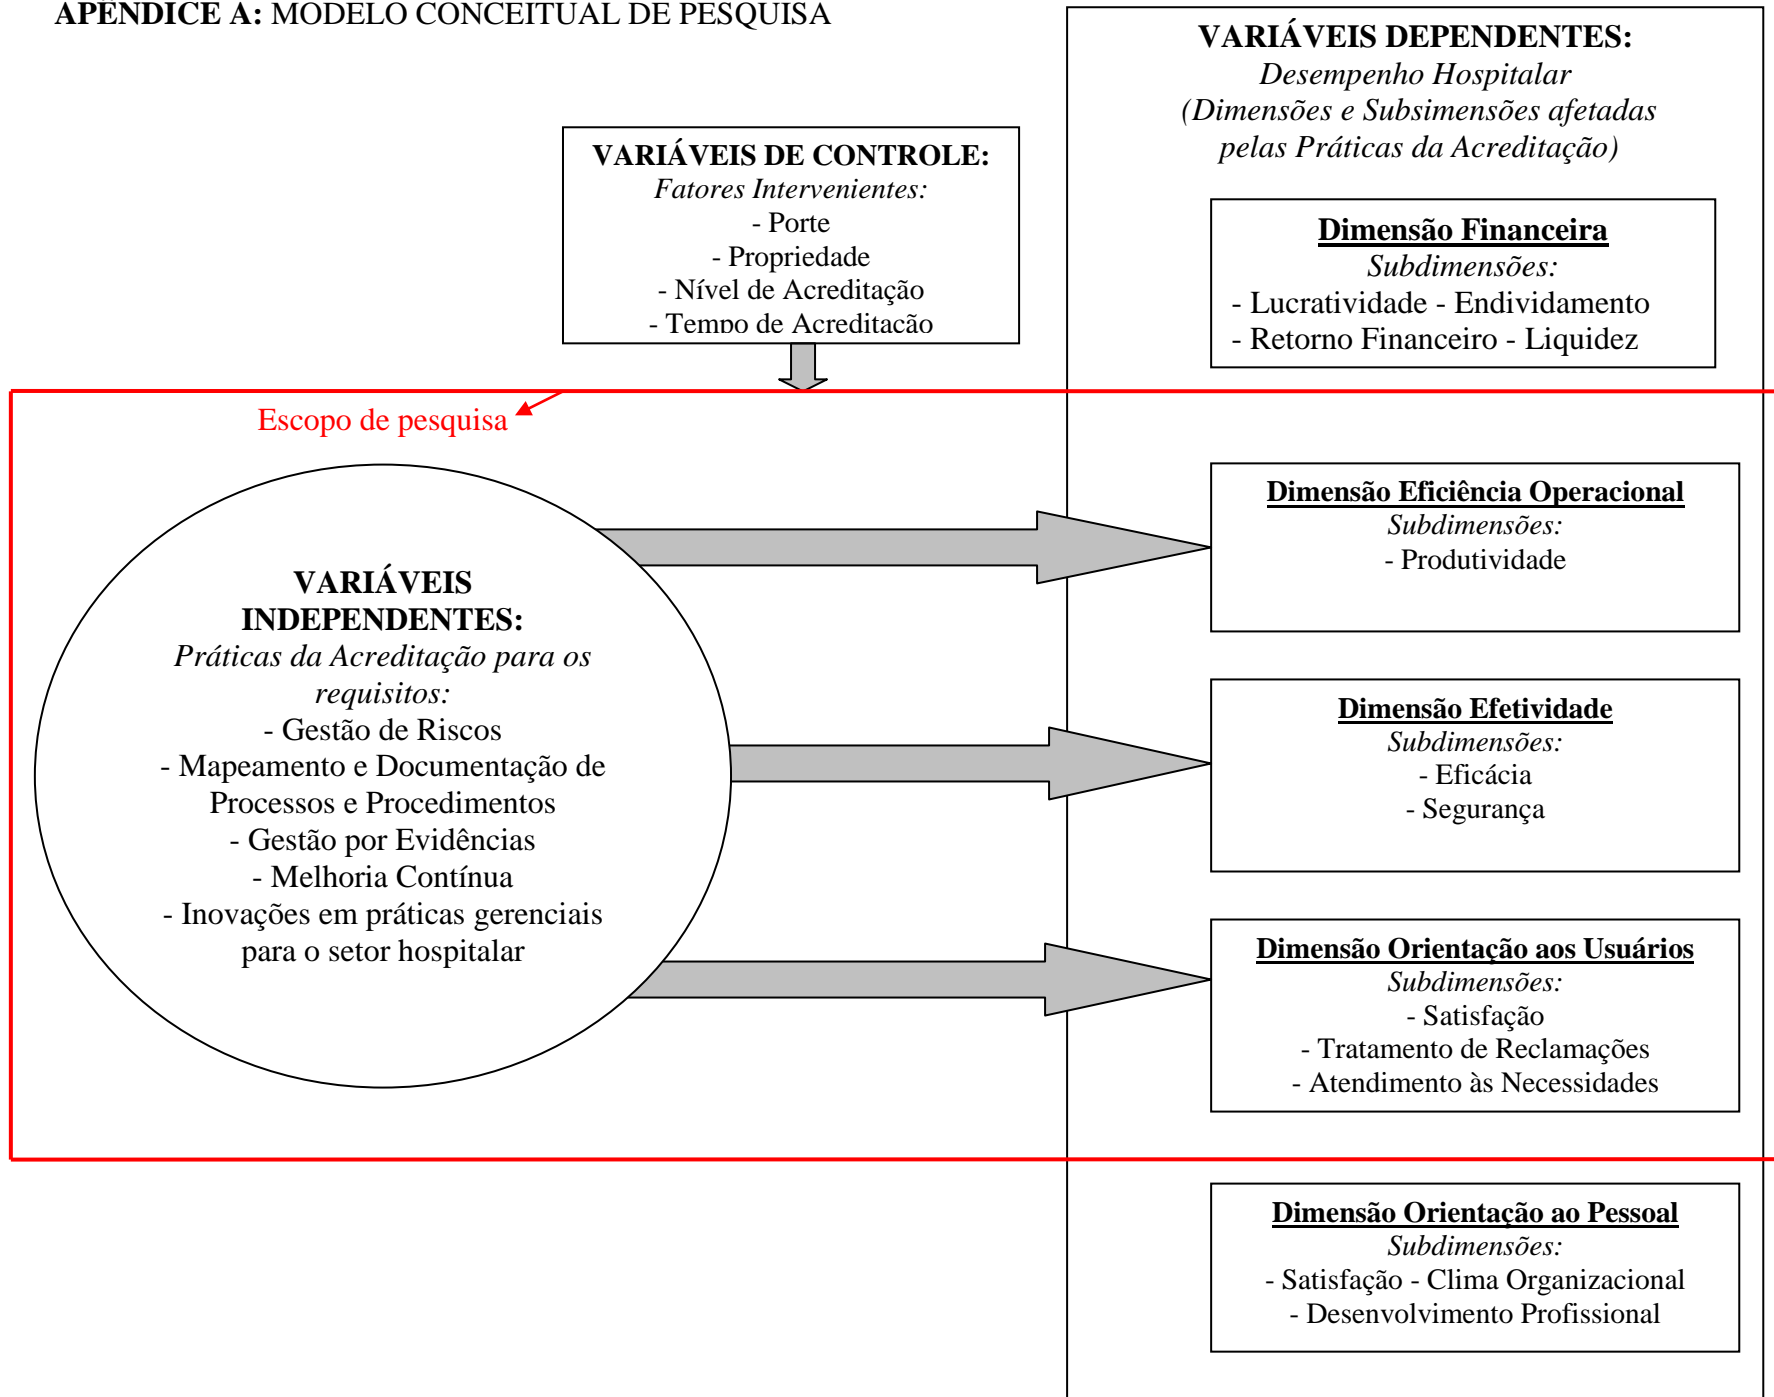 APÊNDICE A: MODELO CONCEITUAL DE PESQUISA
VARIÁVEIS DEPENDENTES:
Desempenho Hospitalar
(Dimensões e Subsimensões afetadas
pelas Práticas da Acreditação)
VARIÁVEIS DE CONTROLE:
Fatores Intervenientes:
- Porte
- Propriedade
- Nível de Acreditação
- Tempo de Acreditação
Dimensão Financeira
Subdimensões:
- Lucratividade - Endividamento
- Retorno Financeiro - Liquidez
Escopo de pesquisa
VARIÁVEIS
INDEPENDENTES:
Práticas da Acreditação para os
requisitos:
- Gestão de Riscos
- Mapeamento e Documentação de
Processos e Procedimentos
- Gestão por Evidências
- Melhoria Contínua
- Inovações em práticas gerenciais
para o setor hospitalar
Dimensão Eficiência Operacional
Subdimensões:
- Produtividade
Dimensão Efetividade
Subdimensões:
- Eficácia
- Segurança
Dimensão Orientação aos Usuários
Subdimensões:
- Satisfação
- Tratamento de Reclamações
- Atendimento às Necessidades
Dimensão Orientação ao Pessoal
Subdimensões:
- Satisfação - Clima Organizacional
- Desenvolvimento Profissional